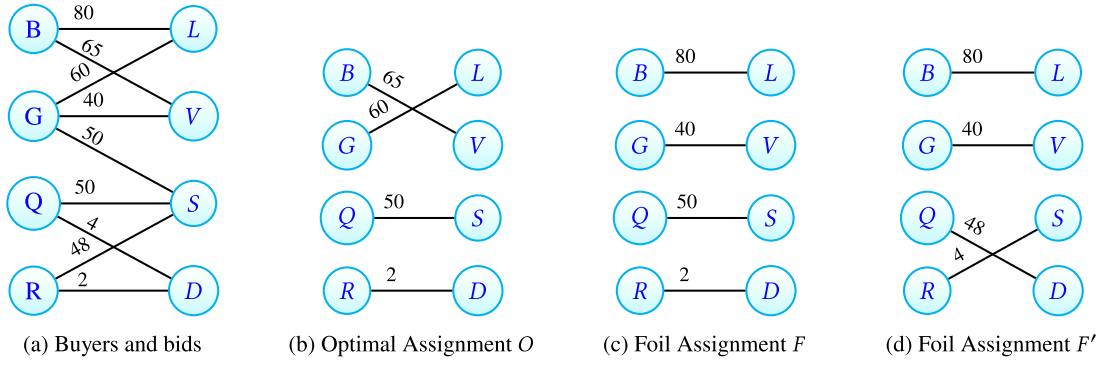 B 80 L
65
60
G 40 V
50
Q 50 S
4
48
R 2 D
(a) Buyers and bids
B 65 L
G 60 V
Q 50 S
R 2 D
(b) Optimal Assignment O
B 80 L
G 40 V
Q 50 S
R 2 D
(c) Foil Assignment F
B 80 L
G 40 V
Q 48 S
R 4 D
(d) Foil Assignment F′